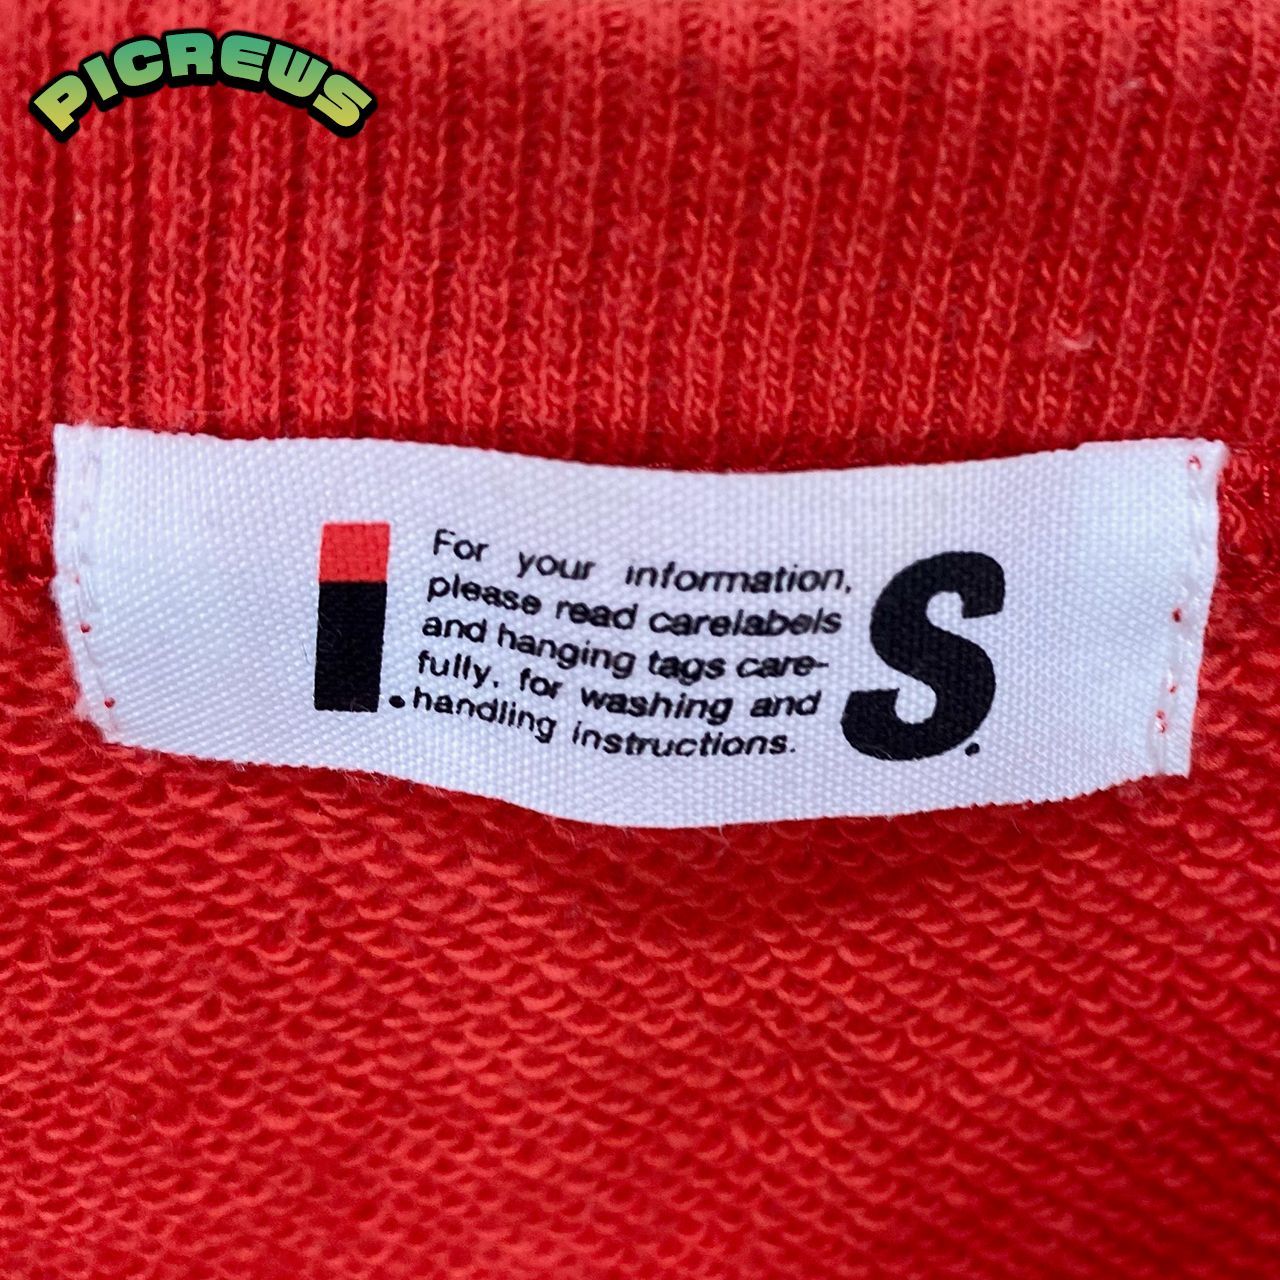 PICREWS
I.
For your information,
please read carelabels
and hanging tags care-
fully, for washing and
handling instructions.
S.